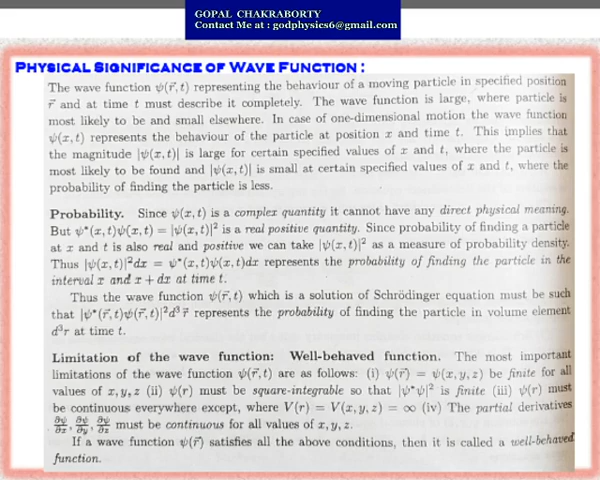 GOPAL CHAKRABORTY
Contact Me at : godphysics6@gmail.com
PHYSICAL SIGNIFICANCE OF WAVE FUNCTION :
The wave function ψ(r⃗, t) representing the behaviour of a moving particle in specified position
r⃗ and at time t must describe it completely. The wave function is large, where particle is
most likely to be and small elsewhere. In case of one-dimensional motion the wave function
ψ(x, t) represents the behaviour of the particle at position x and time t. This implies that
the magnitude |ψ(x, t)| is large for certain specified values of x and t, where the particle is
most likely to be found and |ψ(x, t)| is small at certain specified values of x and t, where the
probability of finding the particle is less.
Probability. Since ψ(x, t) is a complex quantity it cannot have any direct physical meaning.
But ψ*(x, t)ψ(x, t) = |ψ(x, t)|² is a real positive quantity. Since probability of finding a particle
at x and t is also real and positive we can take |ψ(x, t)|² as a measure of probability density.
Thus |ψ(x, t)|²dx = ψ*(x, t)ψ(x, t)dx represents the probability of finding the particle in the
interval x and x + dx at time t.
Thus the wave function ψ(r⃗, t) which is a solution of Schrödinger equation must be such
that |ψ*(r⃗, t)ψ(r⃗, t)|²d³r⃗ represents the probability of finding the particle in volume element
d³r at time t.
Limitation of the wave function: Well-behaved function. The most important
limitations of the wave function ψ(r⃗, t) are as follows: (i) ψ(r⃗) = ψ(x, y, z) be finite for all
values of x, y, z (ii) ψ(r) must be square-integrable so that |ψ*ψ|² is finite (iii) ψ(r) must
be continuous everywhere except, where V(r) = V(x, y, z) = ∞ (iv) The partial derivatives
∂ψ/∂x, ∂ψ/∂y, ∂ψ/∂z must be continuous for all values of x, y, z.
If a wave function ψ(r⃗) satisfies all the above conditions, then it is called a well-behaved
function.